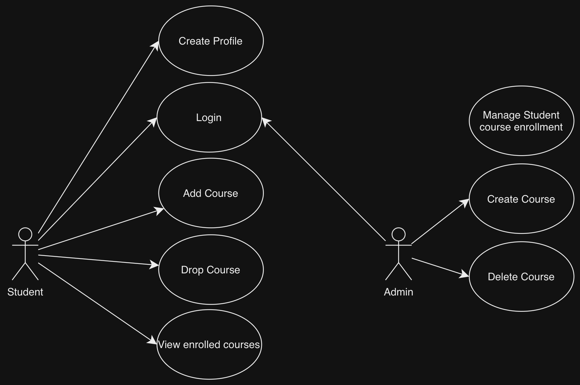 Create Profile
Login
Manage Student
course enrollment
Add Course
Create Course
Drop Course
Delete Course
Student
Admin
View enrolled courses